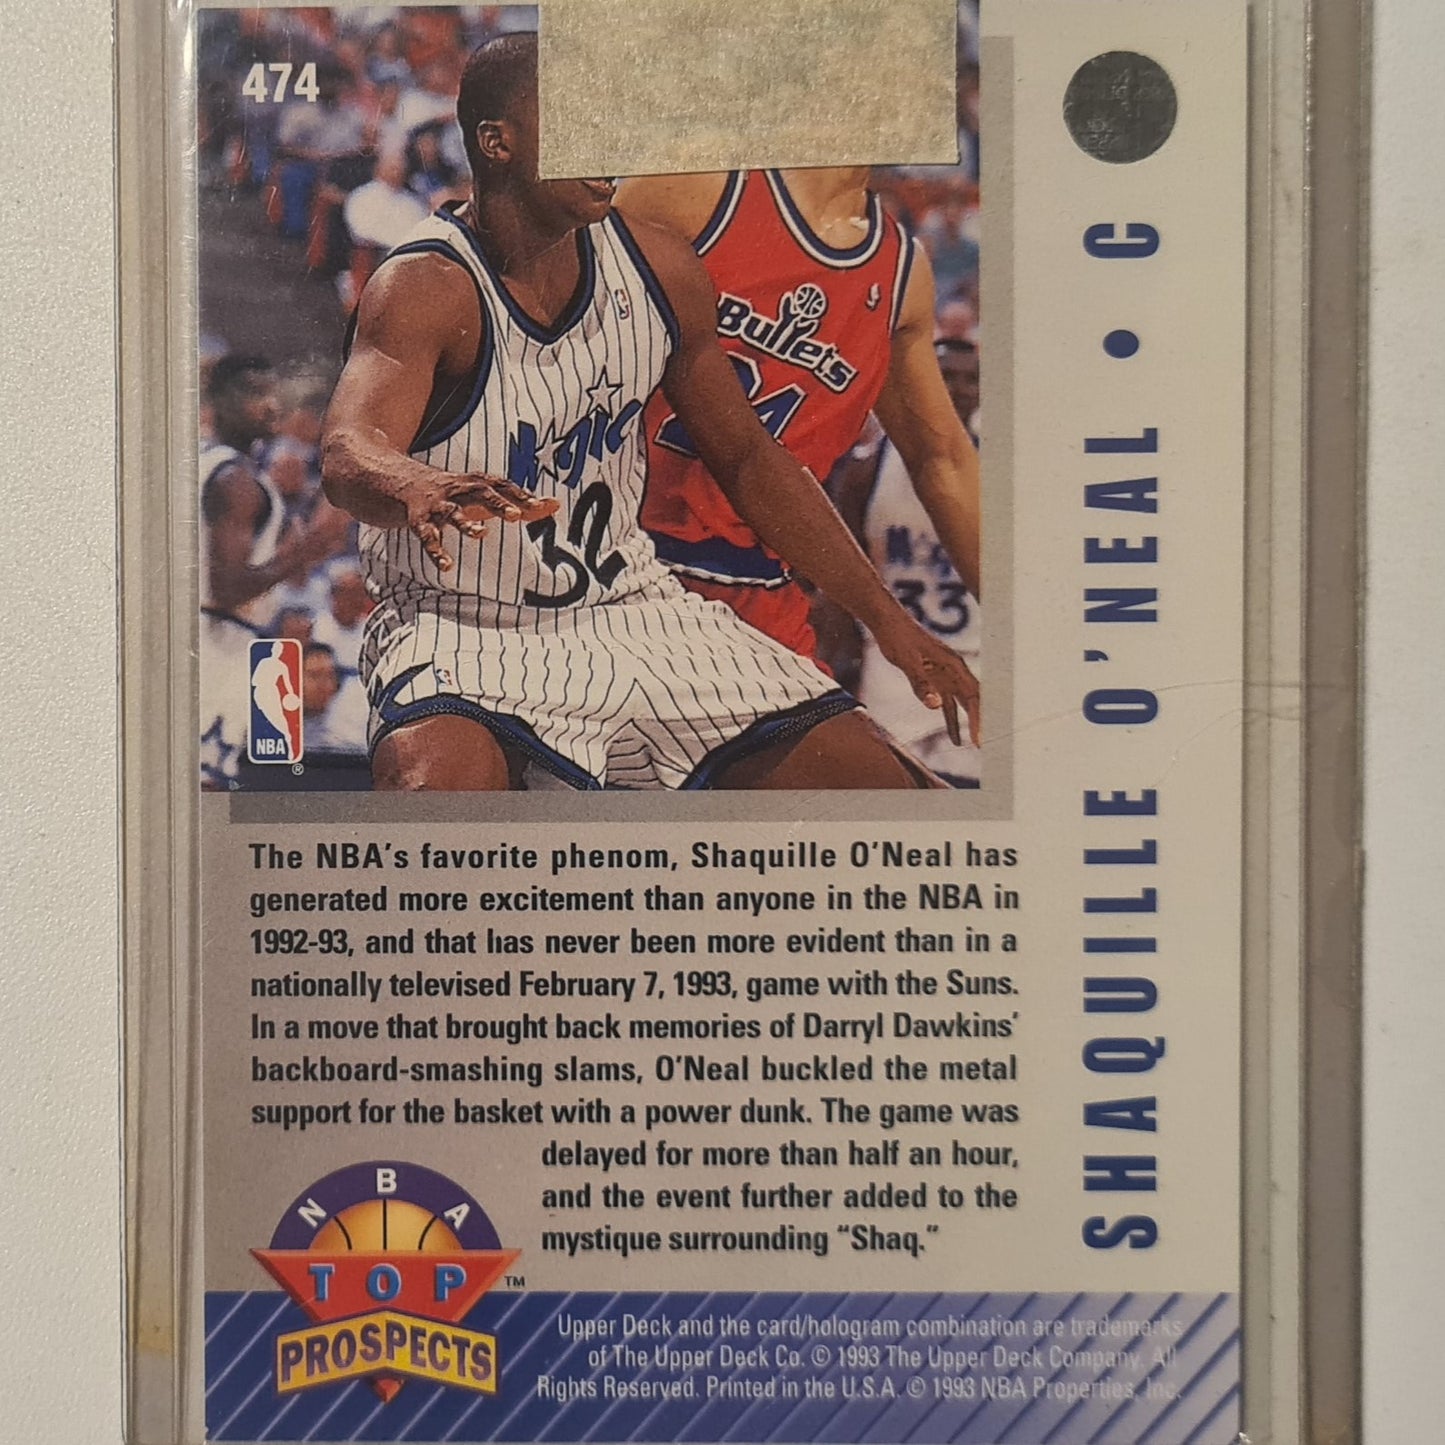 474
Bullets
24
Magic
32
33
NBA
®
SHAQUILLE O'NEAL • C
The NBA's favorite phenom, Shaquille O'Neal has
generated more excitement than anyone in the NBA in
1992-93, and that has never been more evident than in a
nationally televised February 7, 1993, game with the Suns.
In a move that brought back memories of Darryl Dawkins'
backboard-smashing slams, O'Neal buckled the metal
support for the basket with a power dunk. The game was
delayed for more than half an hour,
and the event further added to the
mystique surrounding “Shaq.”
NBA
TOP
PROSPECTS
™
Upper Deck and the card/hologram combination are trademarks
of The Upper Deck Co. © 1993 The Upper Deck Company. All
Rights Reserved. Printed in the U.S.A. © 1993 NBA Properties, Inc.